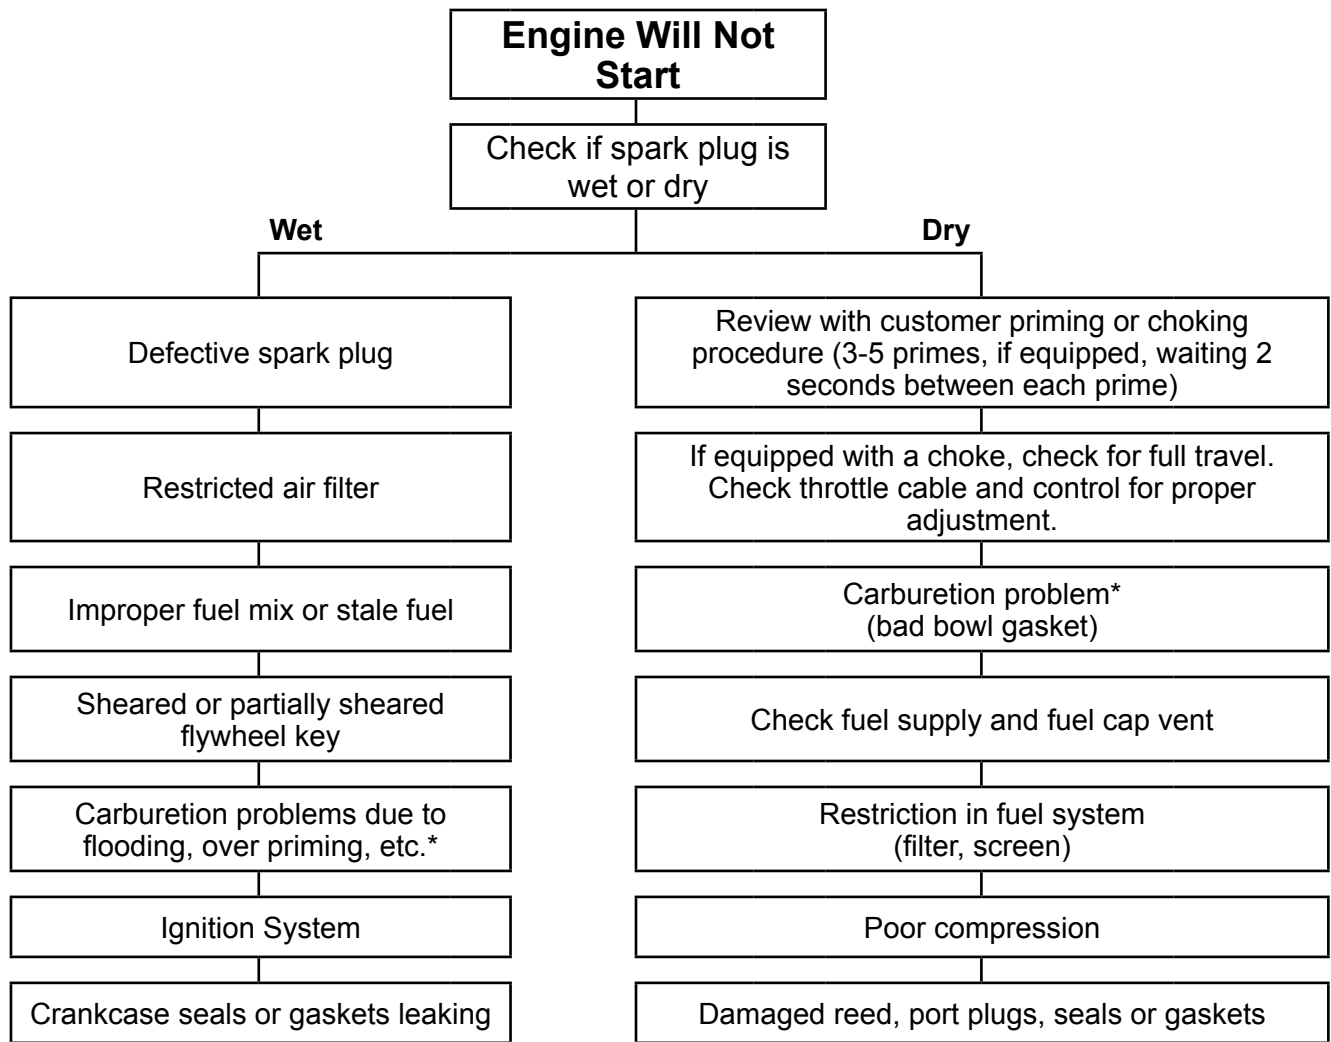 Engine Will Not
Start
Check if spark plug is
wet or dry
Wet
Dry
Defective spark plug
Restricted air filter
Improper fuel mix or stale fuel
Sheared or partially sheared
flywheel key
Carburetion problems due to
flooding, over priming, etc.*
Ignition System
Crankcase seals or gaskets leaking
Review with customer priming or choking
procedure (3-5 primes, if equipped, waiting 2
seconds between each prime)
If equipped with a choke, check for full travel.
Check throttle cable and control for proper
adjustment.
Carburetion problem*
(bad bowl gasket)
Check fuel supply and fuel cap vent
Restriction in fuel system
(filter, screen)
Poor compression
Damaged reed, port plugs, seals or gaskets